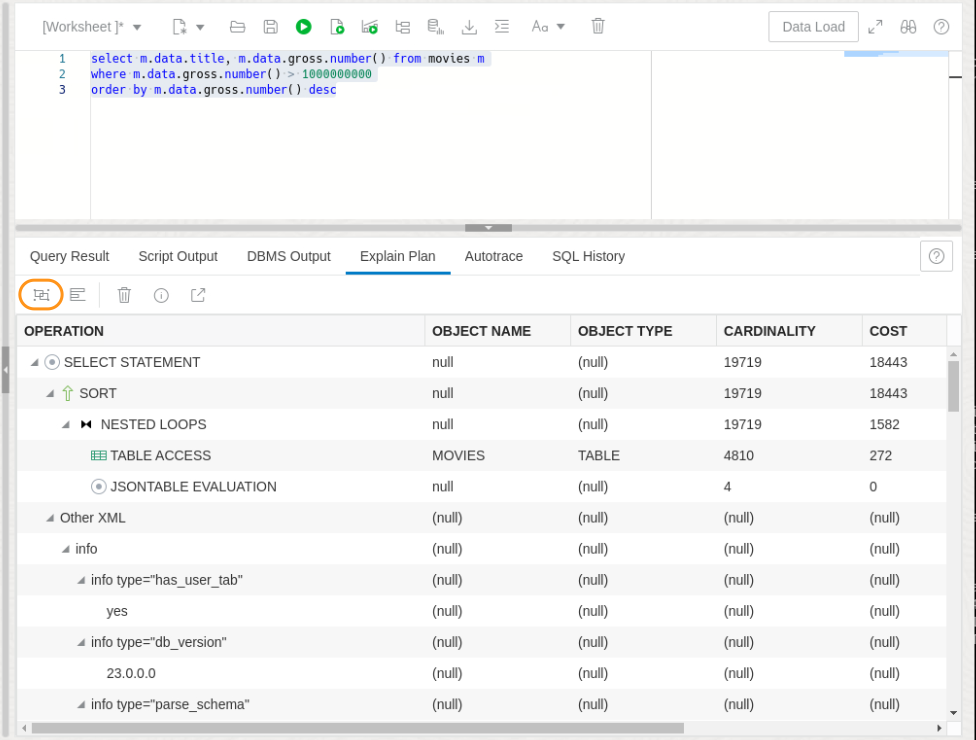 [Worksheet ]* Aa Data Load
1 select m.data.title, m.data.gross.number() from movies m
2 where m.data.gross.number() > 1000000000
3 order by m.data.gross.number() desc
Query Result Script Output DBMS Output Explain Plan Autotrace SQL History
OPERATION OBJECT NAME OBJECT TYPE CARDINALITY COST
SELECT STATEMENT null (null) 19719 18443
SORT null (null) 19719 18443
NESTED LOOPS null (null) 19719 1582
TABLE ACCESS MOVIES TABLE 4810 272
JSONTABLE EVALUATION null (null) 4 0
Other XML (null) (null) (null) (null)
info (null) (null) (null) (null)
info type="has_user_tab" (null) (null) (null) (null)
yes (null) (null) (null) (null)
info type="db_version" (null) (null) (null) (null)
23.0.0.0 (null) (null) (null) (null)
info type="parse_schema" (null) (null) (null) (null)